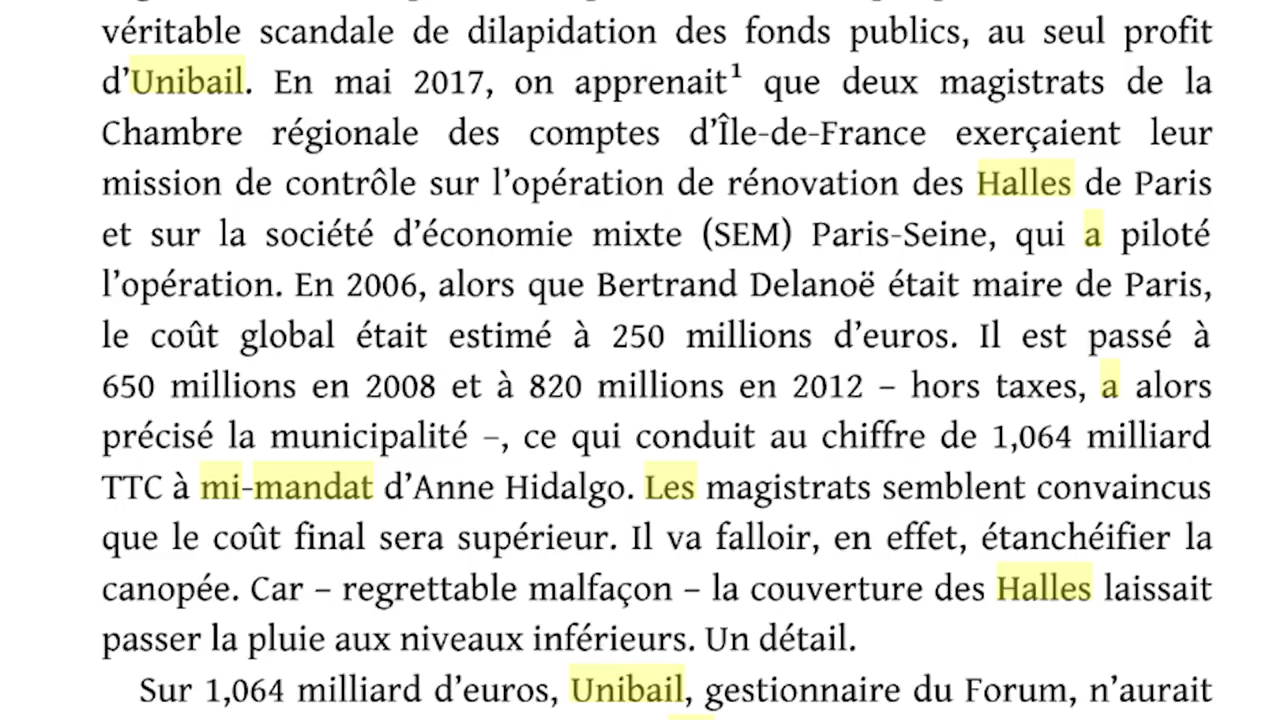 véritable scandale de dilapidation des fonds publics, au seul profit
d’Unibail. En mai 2017, on apprenait¹ que deux magistrats de la
Chambre régionale des comptes d’Île-de-France exerçaient leur
mission de contrôle sur l’opération de rénovation des Halles de Paris
et sur la société d’économie mixte (SEM) Paris-Seine, qui a piloté
l’opération. En 2006, alors que Bertrand Delanoë était maire de Paris,
le coût global était estimé à 250 millions d’euros. Il est passé à
650 millions en 2008 et à 820 millions en 2012 – hors taxes, a alors
précisé la municipalité –, ce qui conduit au chiffre de 1,064 milliard
TTC à mi-mandat d’Anne Hidalgo. Les magistrats semblent convaincus
que le coût final sera supérieur. Il va falloir, en effet, étanchéifier la
canopée. Car – regrettable malfaçon – la couverture des Halles laissait
passer la pluie aux niveaux inférieurs. Un détail.
Sur 1,064 milliard d’euros, Unibail, gestionnaire du Forum, n’aurait